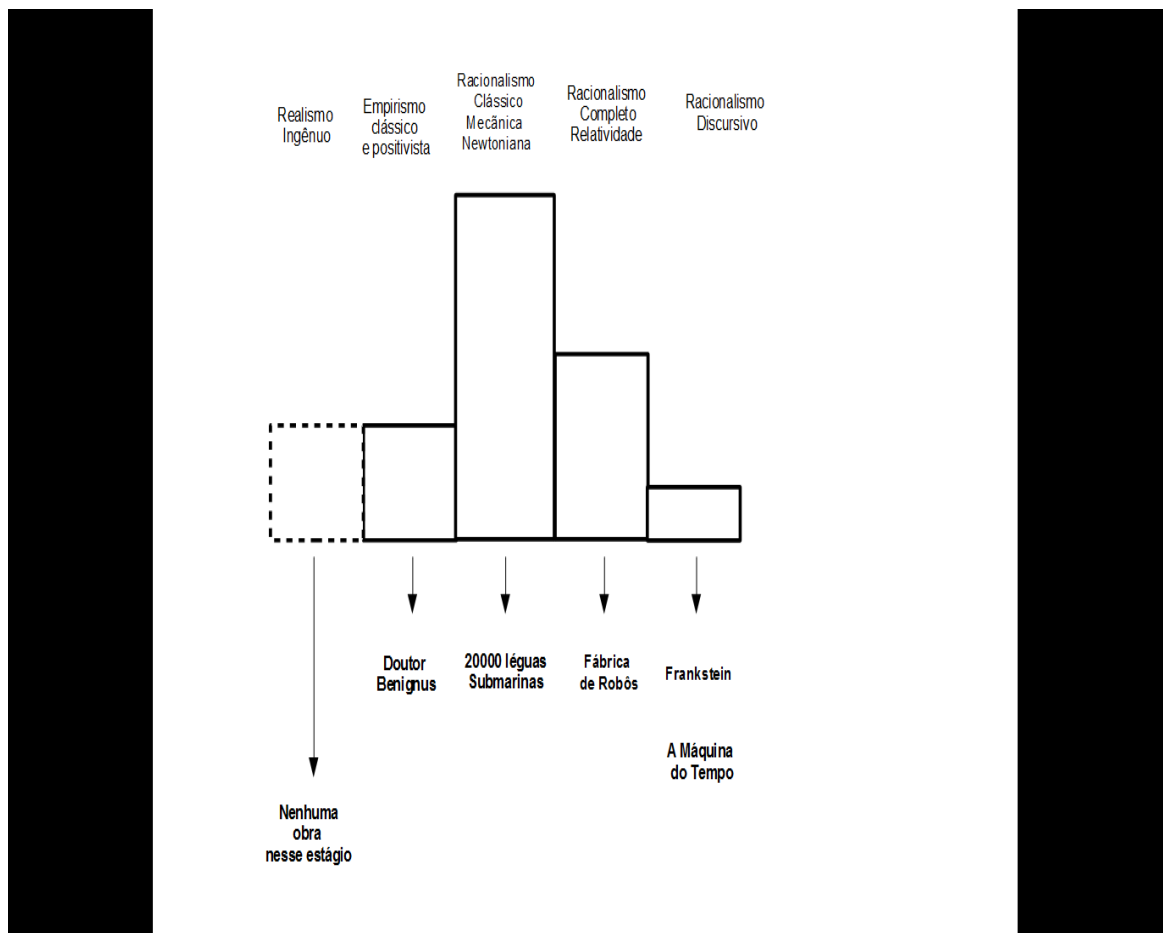 Realismo
Ingênuo
Empirismo
clássico
e positivista
Racionalismo
Clássico
Mecãnica
Newtoniana
Racionalismo
Completo
Relatividade
Racionalismo
Discursivo
Doutor
Benignus
20000 léguas
Submarinas
Fábrica
de Robôs
Frankstein
A Máquina
do Tempo
Nenhuma
obra
nesse estágio